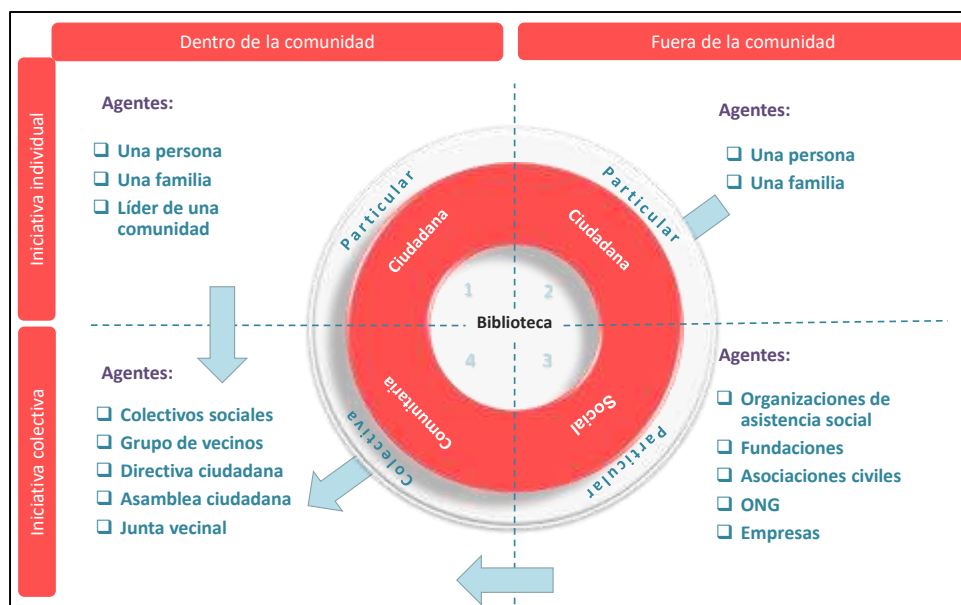 Dentro de la comunidad
Fuera de la comunidad
Iniciativa individual
Agentes:
❑ Una persona
❑ Una familia
❑ Líder de una
comunidad
Agentes:
❑ Una persona
❑ Una familia
Particular
Particular
Ciudadana
Ciudadana
1
2
Biblioteca
4
3
Comunitaria
Social
Colectiva
Particular
Iniciativa colectiva
Agentes:
❑ Colectivos sociales
❑ Grupo de vecinos
❑ Directiva ciudadana
❑ Asamblea ciudadana
❑ Junta vecinal
Agentes:
❑ Organizaciones de
asistencia social
❑ Fundaciones
❑ Asociaciones civiles
❑ ONG
❑ Empresas